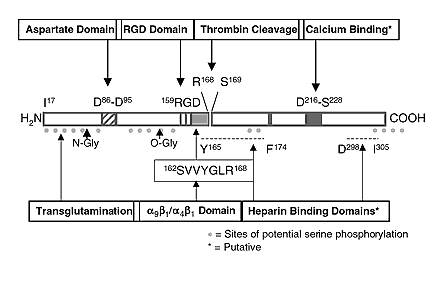 Aspartate Domain RGD Domain Thrombin Cleavage Calcium Binding*
R168 S169
I17 D86-D95 159RGD D216-S228
H2N COOH
N-Gly O-Gly Y165 F174 D298 I305
162SVVYGLR168
Transglutamination α9β1/α4β1 Domain Heparin Binding Domains*
= Sites of potential serine phosphorylation
* = Putative